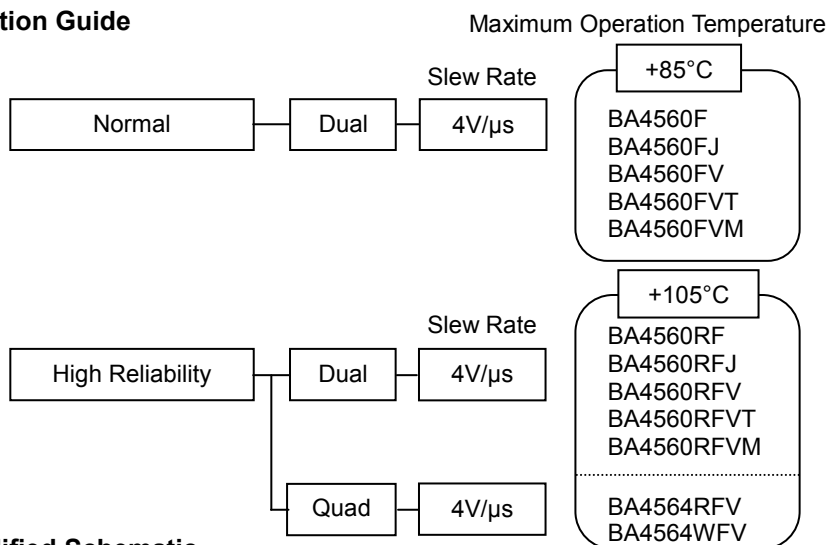 tion Guide
Maximum Operation Temperature
Slew Rate
+85°C
Normal
Dual
4V/µs
BA4560F
BA4560FJ
BA4560FV
BA4560FVT
BA4560FVM
+105°C
Slew Rate
High Reliability
Dual
4V/µs
BA4560RF
BA4560RFJ
BA4560RFV
BA4560RFVT
BA4560RFVM
Quad
4V/µs
BA4564RFV
BA4564WFV